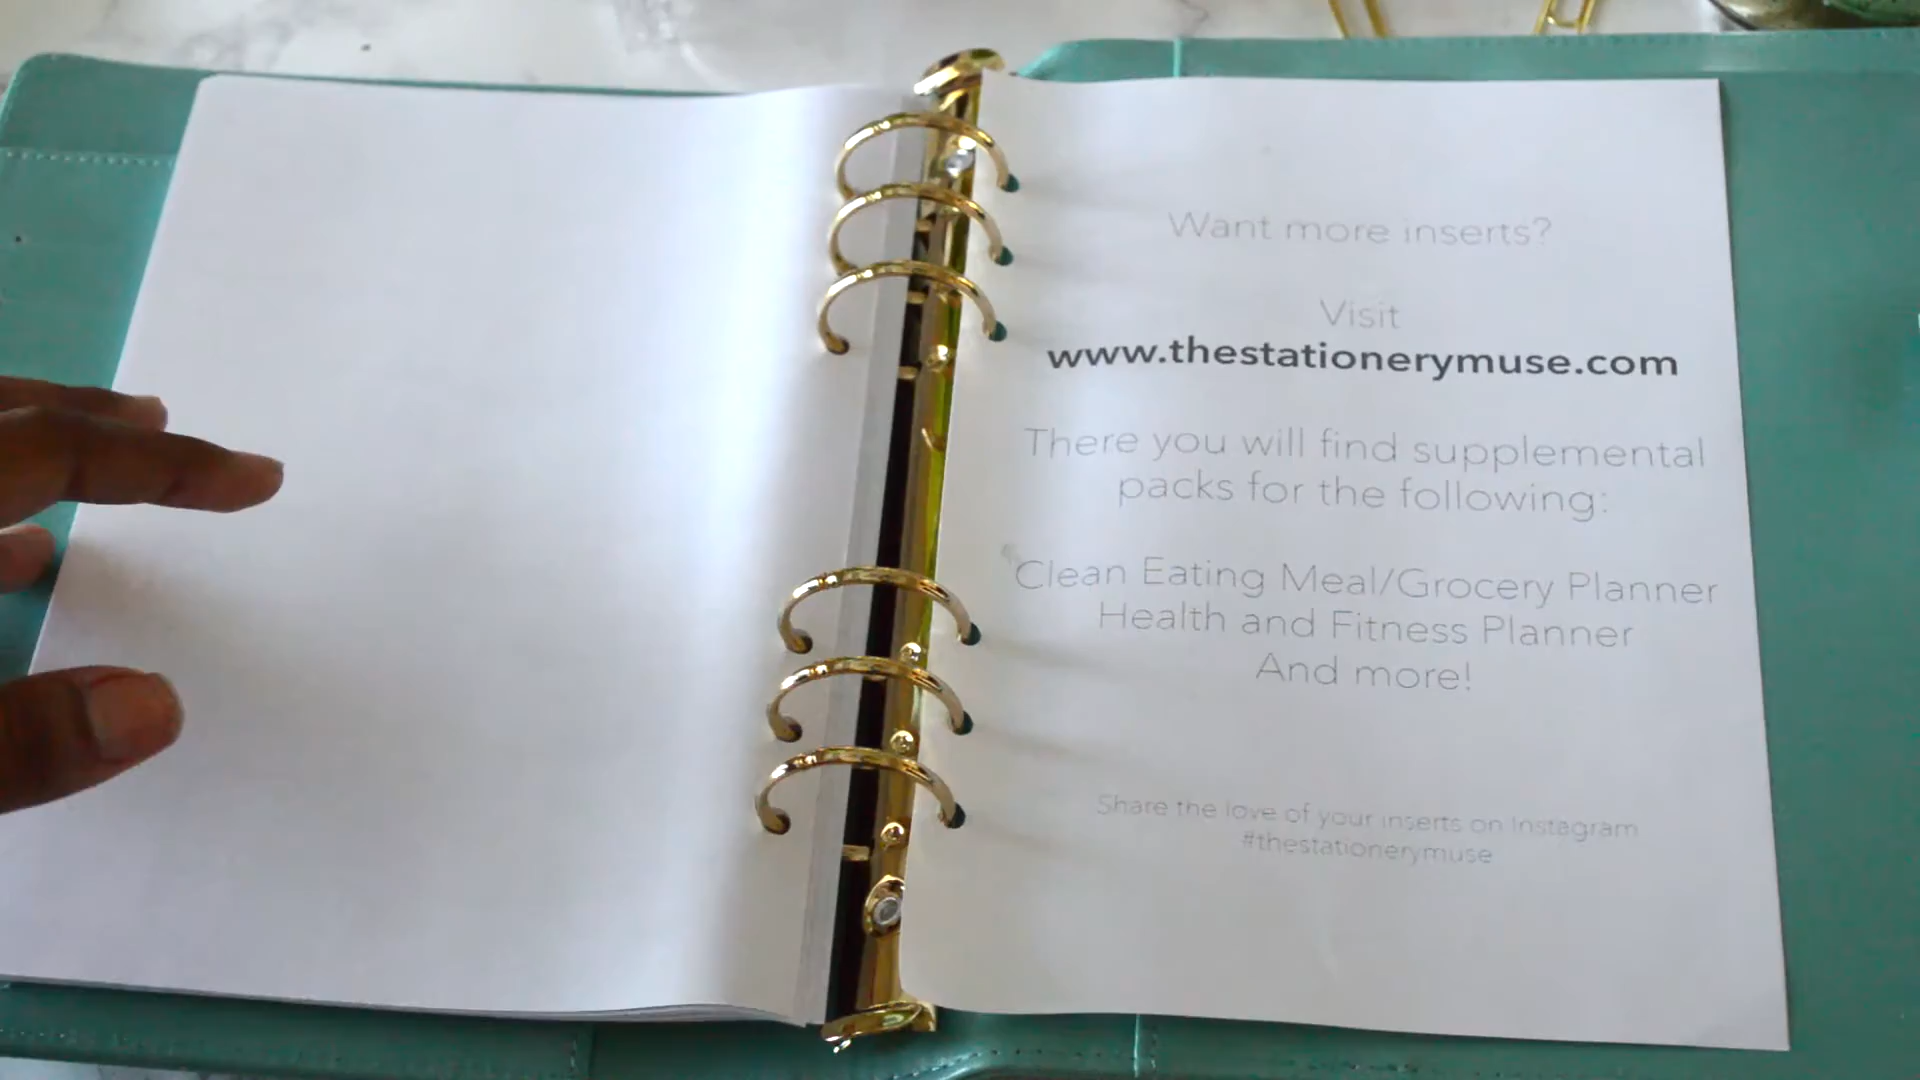 Want more inserts?
Visit
www.thestationerymuse.com
There you will find supplemental
packs for the following:
Clean Eating Meal/Grocery Planner
Health and Fitness Planner
And more!
Share the love of your inserts on Instagram
#thestationerymuse